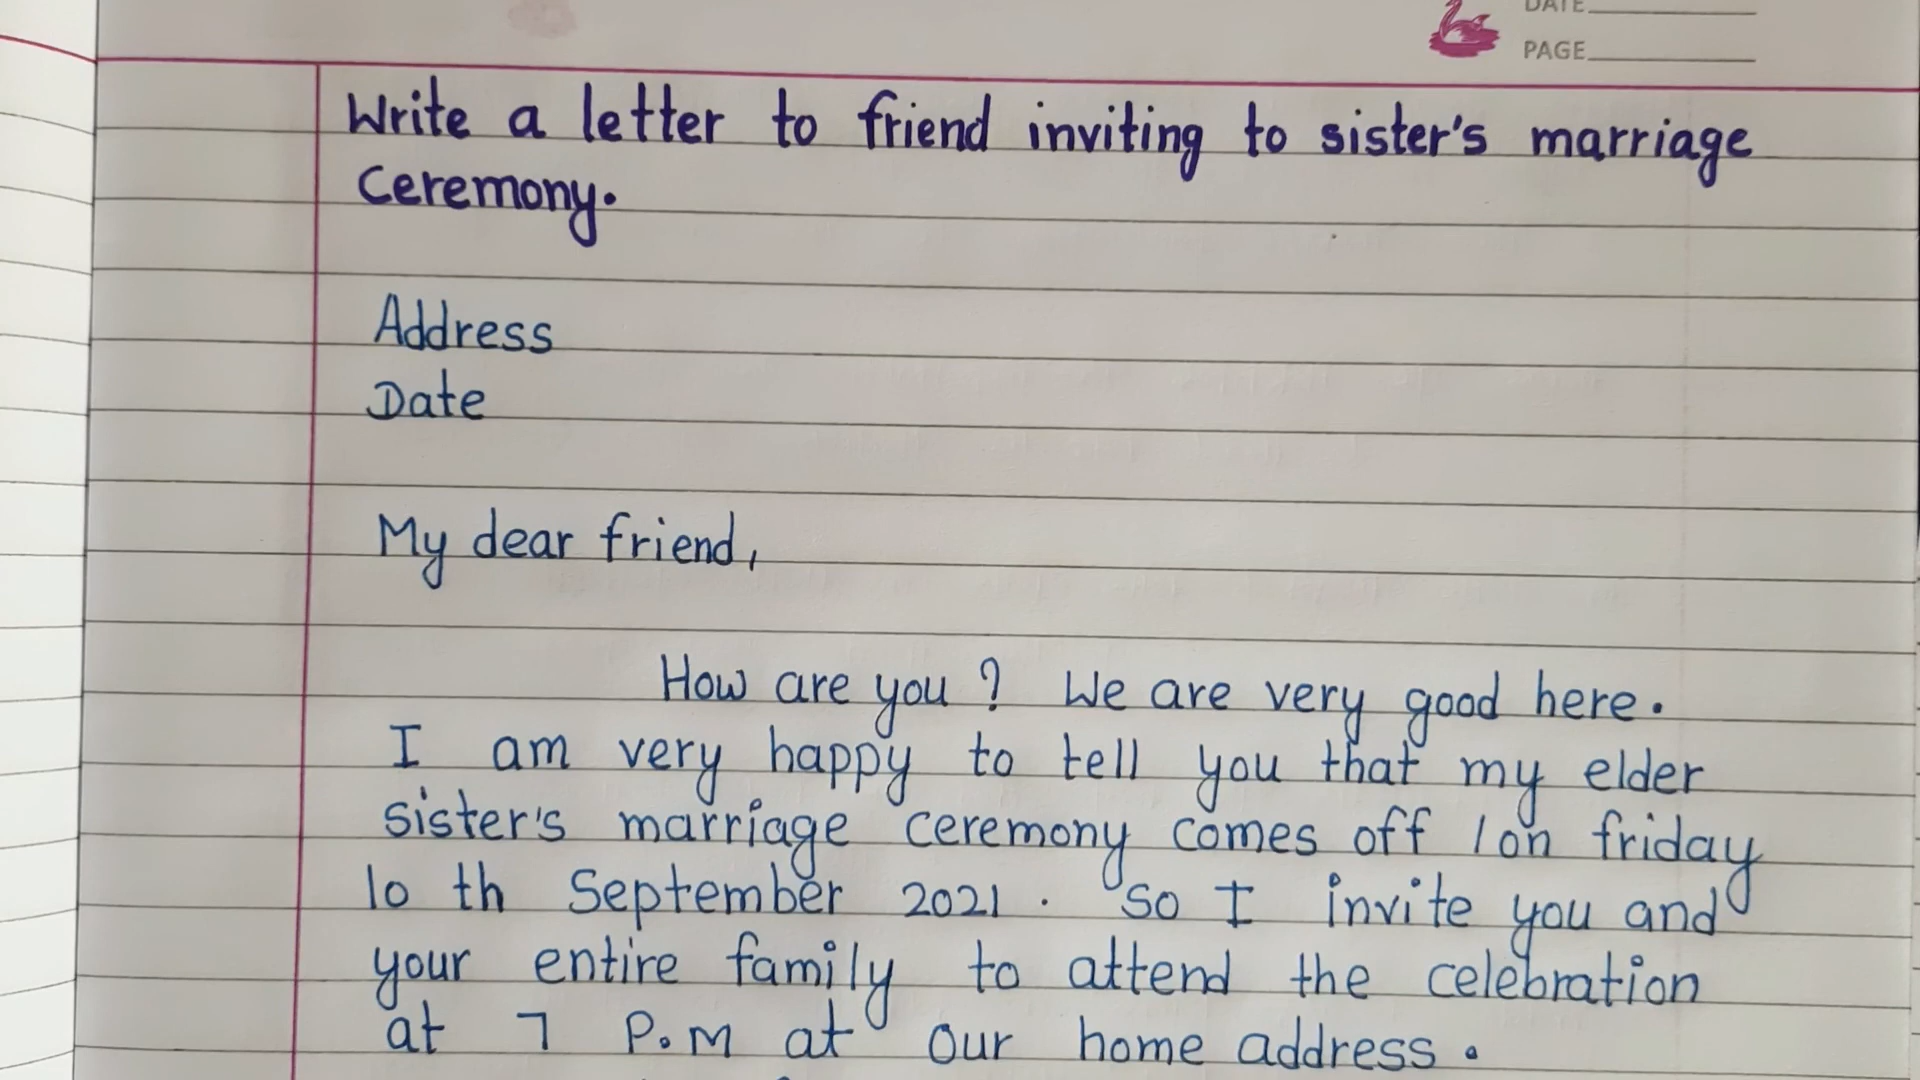 DATE
PAGE
Write a letter to friend inviting to sister's marriage
ceremony.
Address
Date
My dear friend,
How are you? We are very good here.
I am very happy to tell you that my elder
sister's marriage ceremony comes off / on friday
10 th September 2021. So I invite you and
your entire family to attend the celebration
at 7 P.M at our home address.